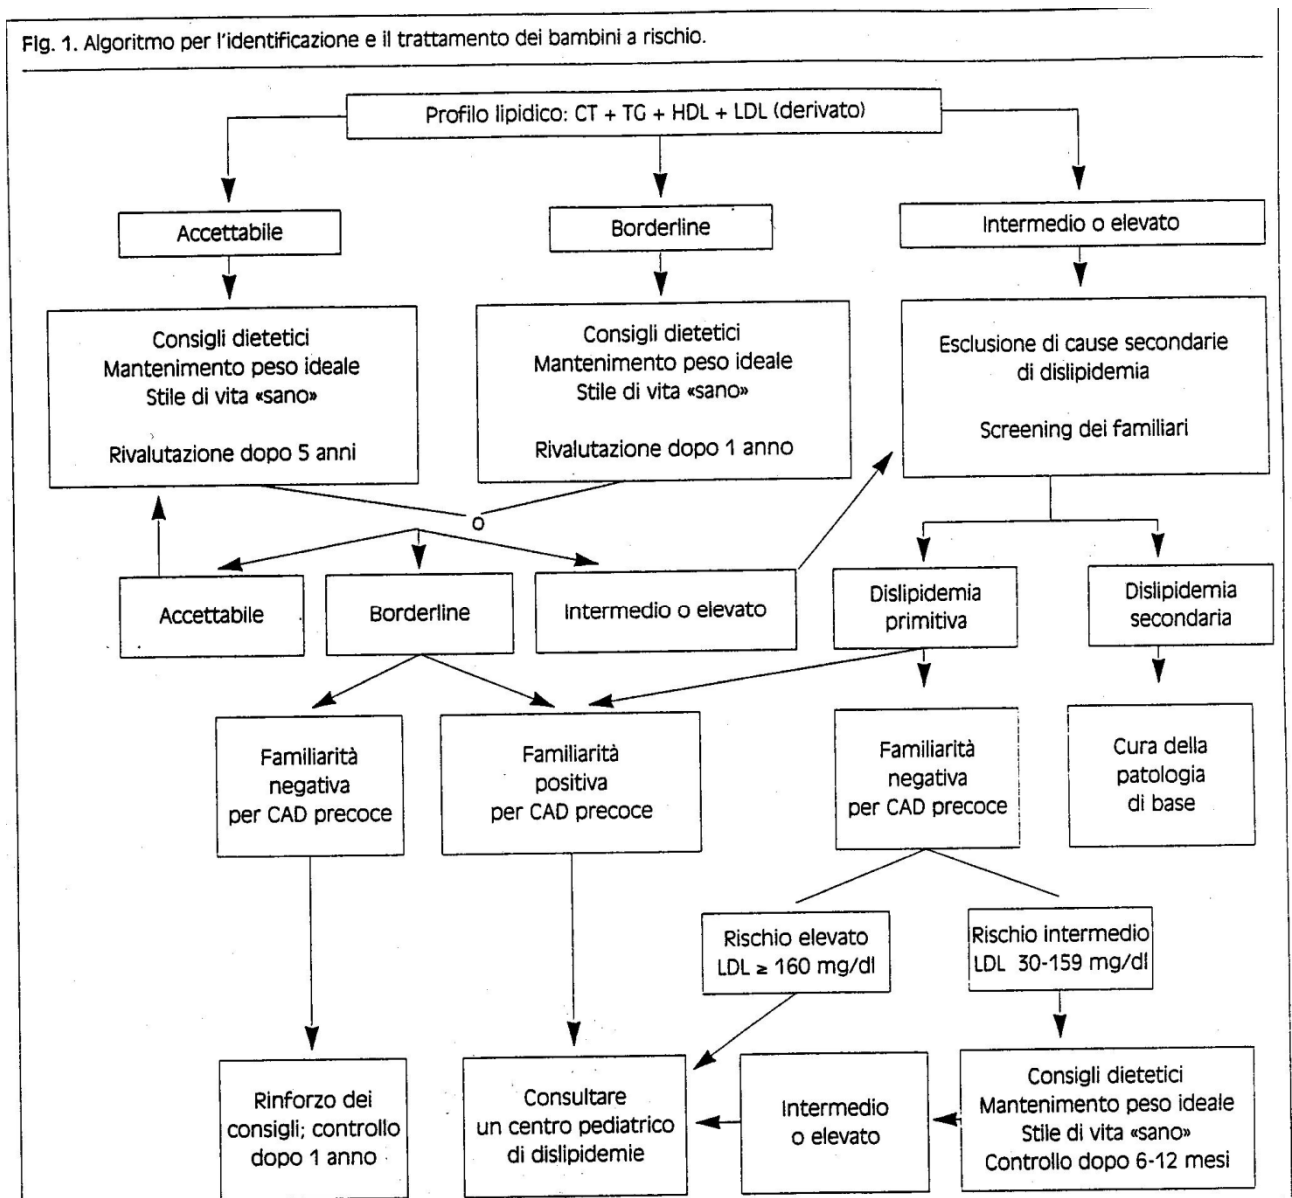 Fig. 1. Algoritmo per l'identificazione e il trattamento dei bambini a rischio.
Profilo lipidico: CT + TG + HDL + LDL (derivato)
Accettabile
Borderline
Intermedio o elevato
Consigli dietetici
Mantenimento peso ideale
Stile di vita «sano»
Rivalutazione dopo 5 anni
Consigli dietetici
Mantenimento peso ideale
Stile di vita «sano»
Rivalutazione dopo 1 anno
Esclusione di cause secondarie
di dislipidemia
Screening dei familiari
o
Accettabile
Borderline
Intermedio o elevato
Dislipidemia
primitiva
Dislipidemia
secondaria
Familiarità
negativa
per CAD precoce
Familiarità
positiva
per CAD precoce
Familiarità
negativa
per CAD precoce
Cura della
patologia
di base
Rischio elevato
LDL ≥ 160 mg/dl
Rischio intermedio
LDL 30-159 mg/dl
Rinforzo dei
consigli; controllo
dopo 1 anno
Consultare
un centro pediatrico
di dislipidemie
Intermedio
o elevato
Consigli dietetici
Mantenimento peso ideale
Stile di vita «sano»
Controllo dopo 6-12 mesi